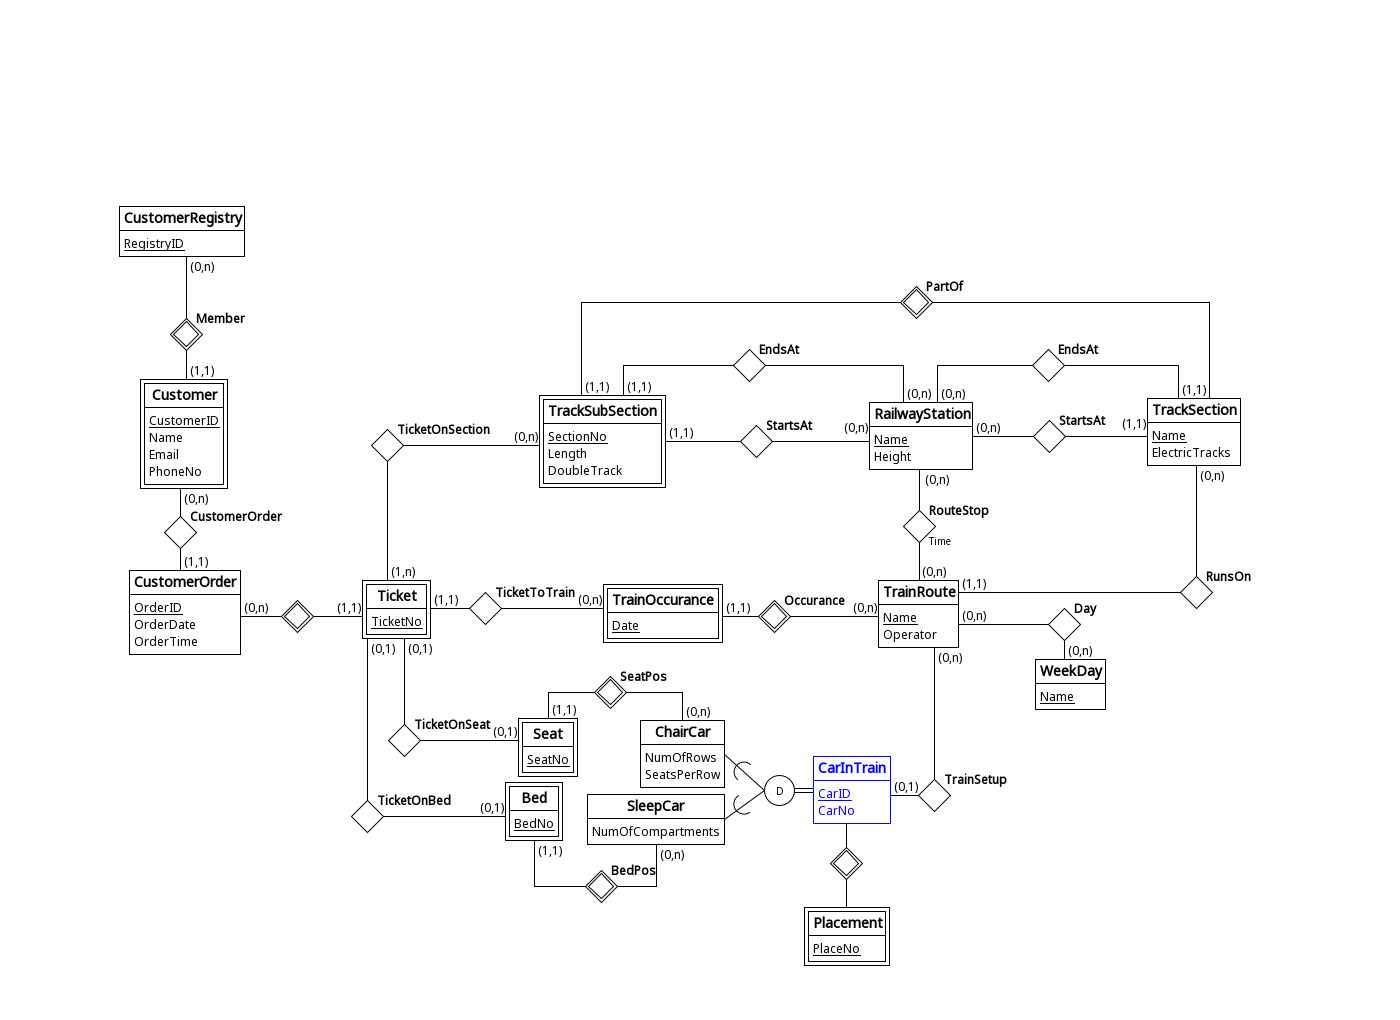 CustomerRegistry
RegistryID
(0,n)
Member
(1,1)
Customer
CustomerID
Name
Email
PhoneNo
(0,n)
CustomerOrder
(1,1)
CustomerOrder
OrderID
OrderDate
OrderTime
(0,n)
(1,1)
Ticket
TicketNo
(1,n)
TicketOnSection
(0,n)
(1,1)
TicketToTrain
(0,n)
(0,1)
(0,1)
TicketOnSeat
(0,1)
TicketOnBed
(0,1)
PartOf
(1,1)
(1,1)
EndsAt
(0,n)
(0,n)
EndsAt
(1,1)
TrackSubSection
SectionNo
Length
DoubleTrack
(1,1)
StartsAt
(0,n)
RailwayStation
Name
Height
(0,n)
StartsAt
(1,1)
TrackSection
Name
ElectricTracks
(0,n)
(0,n)
RouteStop
Time
(0,n)
TrainOccurance
Date
(1,1)
Occurance
(0,n)
TrainRoute
Name
Operator
(1,1)
RunsOn
(0,n)
Day
(0,n)
WeekDay
Name
(0,n)
SeatPos
(1,1)
(0,n)
Seat
SeatNo
ChairCar
NumOfRows
SeatsPerRow
Bed
BedNo
SleepCar
NumOfCompartments
(1,1)
BedPos
(0,n)
D
CarInTrain
CarID
CarNo
(0,1)
TrainSetup
Placement
PlaceNo